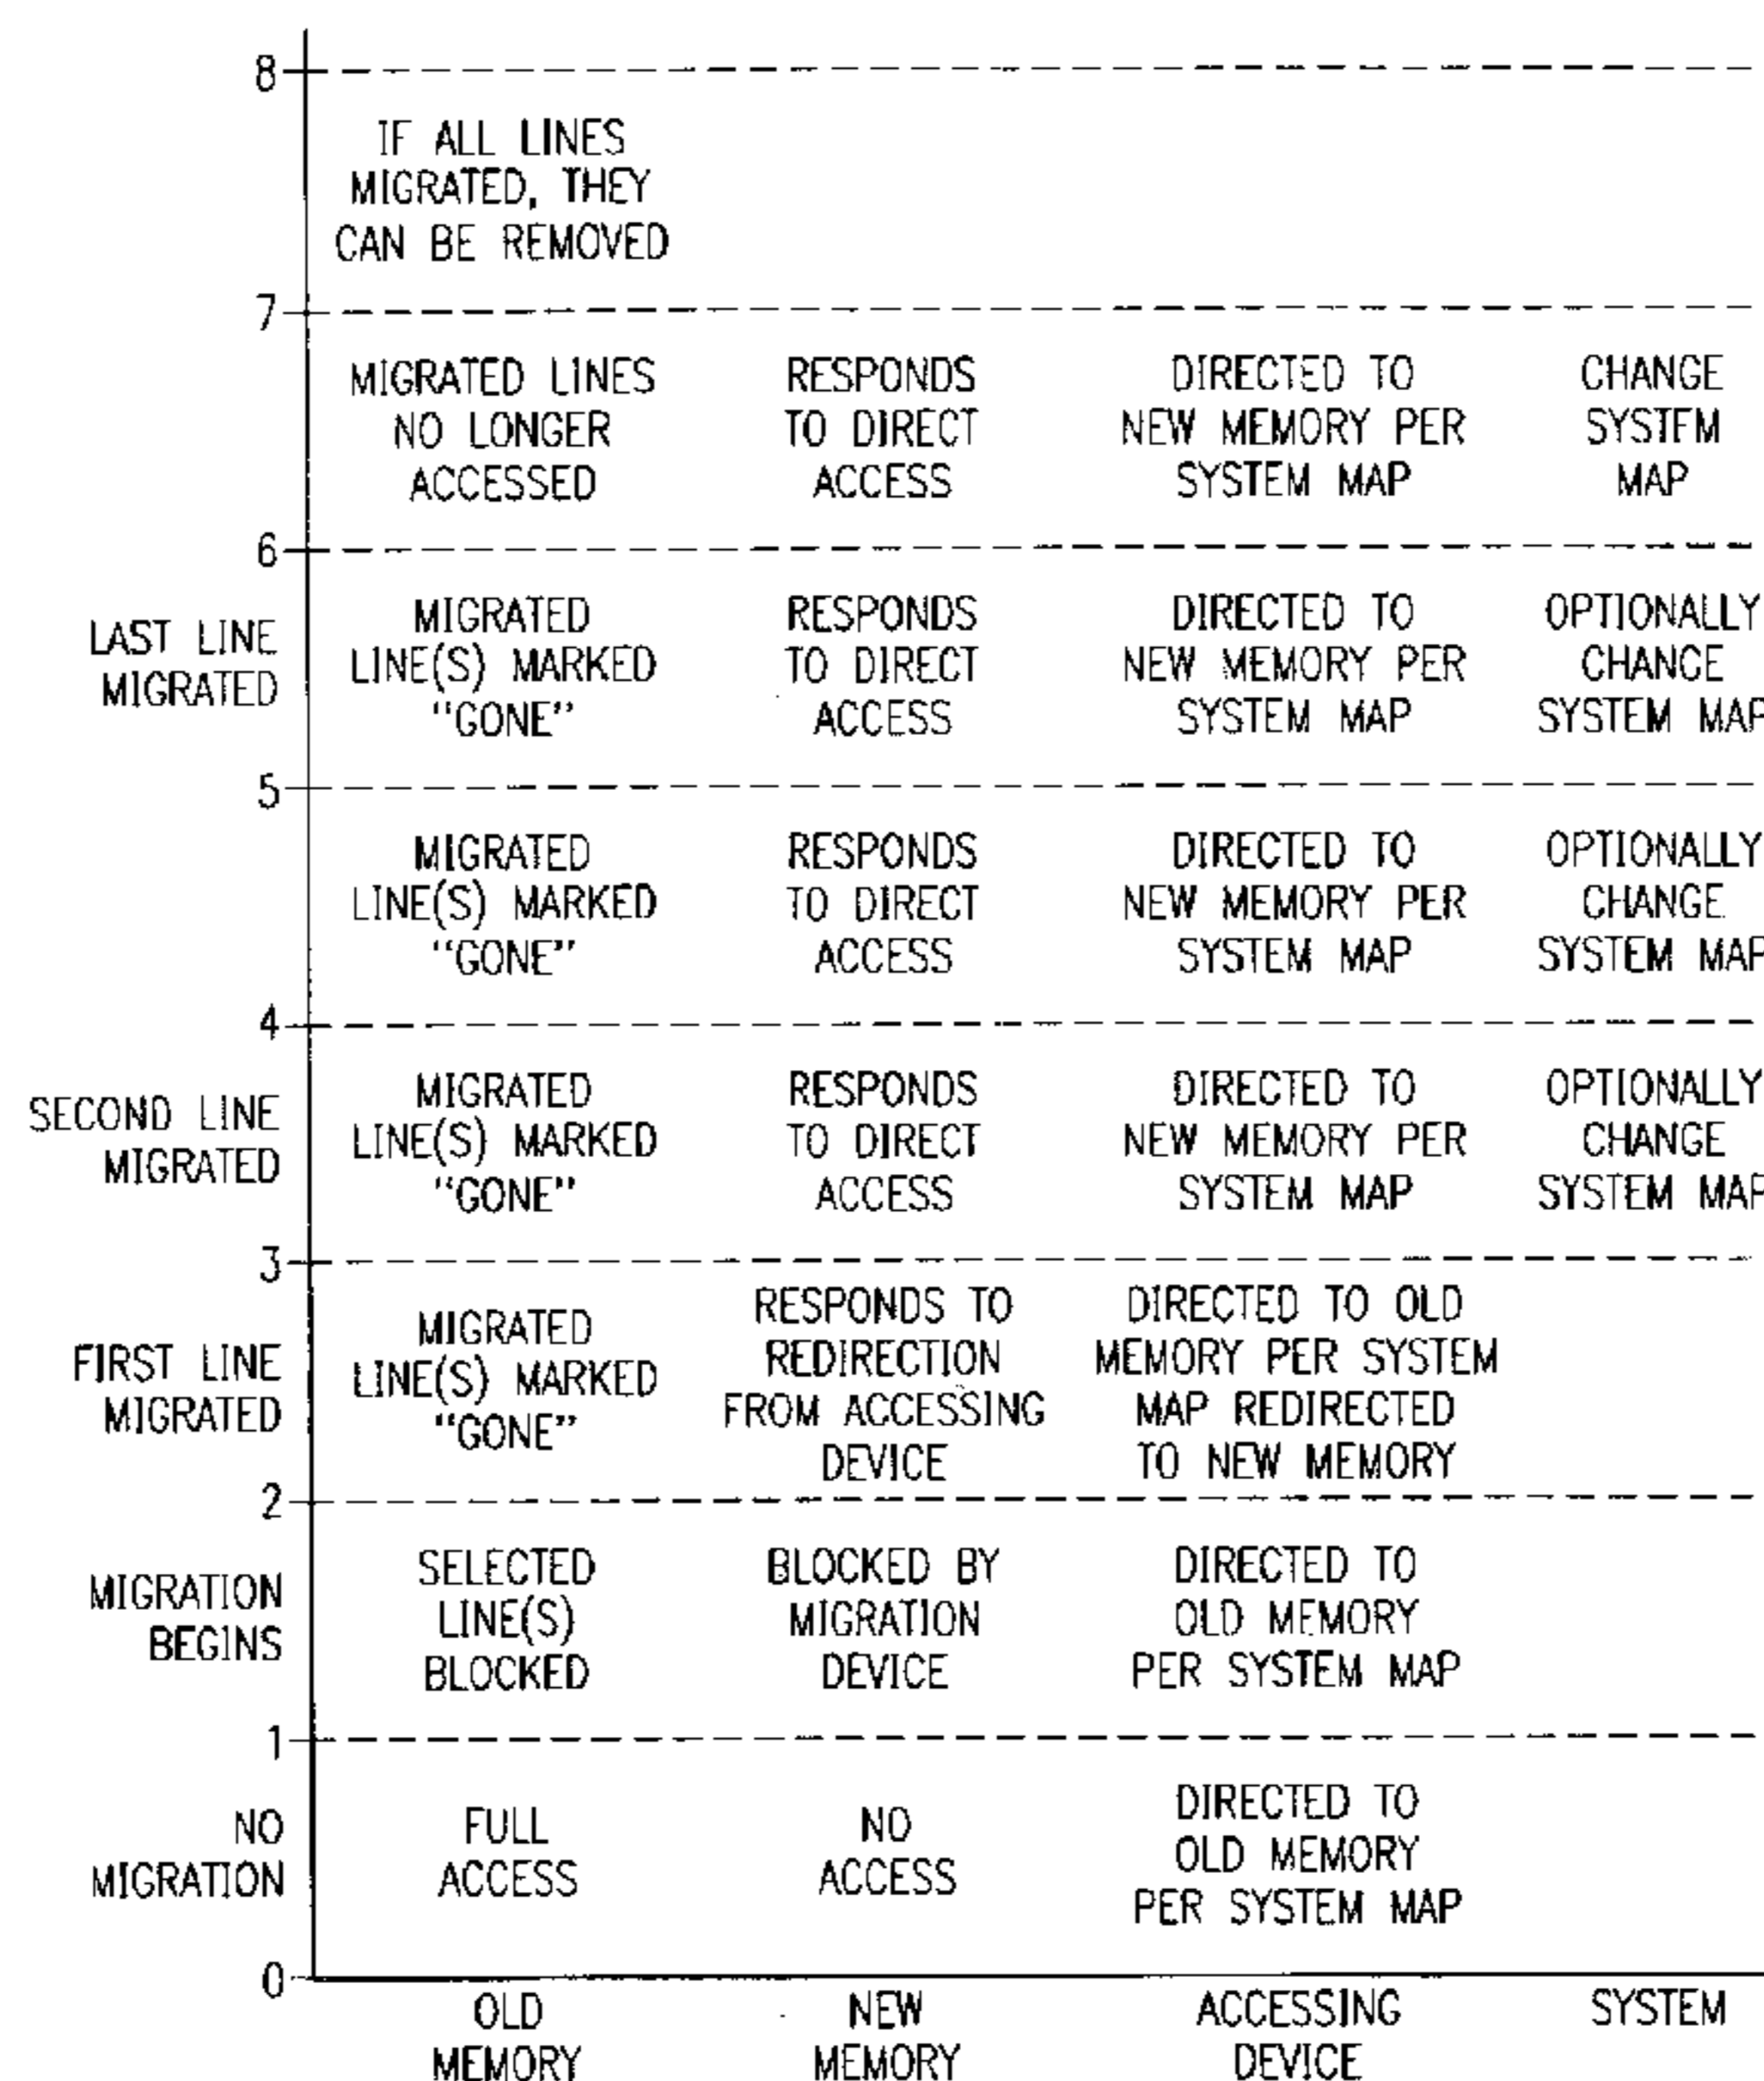 8
IF ALL LINES
MIGRATED, THEY
CAN BE REMOVED
7
MIGRATED LINES
NO LONGER
ACCESSED
RESPONDS
TO DIRECT
ACCESS
DIRECTED TO
NEW MEMORY PER
SYSTEM MAP
CHANGE
SYSTEM
MAP
6
LAST LINE
MIGRATED
MIGRATED
LINE(S) MARKED
"GONE"
RESPONDS
TO DIRECT
ACCESS
DIRECTED TO
NEW MEMORY PER
SYSTEM MAP
OPTIONALLY
CHANGE
SYSTEM MAP
5
MIGRATED
LINE(S) MARKED
"GONE"
RESPONDS
TO DIRECT
ACCESS
DIRECTED TO
NEW MEMORY PER
SYSTEM MAP
OPTIONALLY
CHANGE
SYSTEM MAP
4
SECOND LINE
MIGRATED
MIGRATED
LINE(S) MARKED
"GONE"
RESPONDS
TO DIRECT
ACCESS
DIRECTED TO
NEW MEMORY PER
SYSTEM MAP
OPTIONALLY
CHANGE
SYSTEM MAP
3
FIRST LINE
MIGRATED
MIGRATED
LINE(S) MARKED
"GONE"
RESPONDS TO
REDIRECTION
FROM ACCESSING
DEVICE
DIRECTED TO OLD
MEMORY PER SYSTEM
MAP REDIRECTED
TO NEW MEMORY
2
MIGRATION
BEGINS
SELECTED
LINE(S)
BLOCKED
BLOCKED BY
MIGRATION
DEVICE
DIRECTED TO
OLD MEMORY
PER SYSTEM MAP
1
NO
MIGRATION
FULL
ACCESS
NO
ACCESS
DIRECTED TO
OLD MEMORY
PER SYSTEM MAP
0
OLD
MEMORY
NEW
MEMORY
ACCESSING
DEVICE
SYSTEM